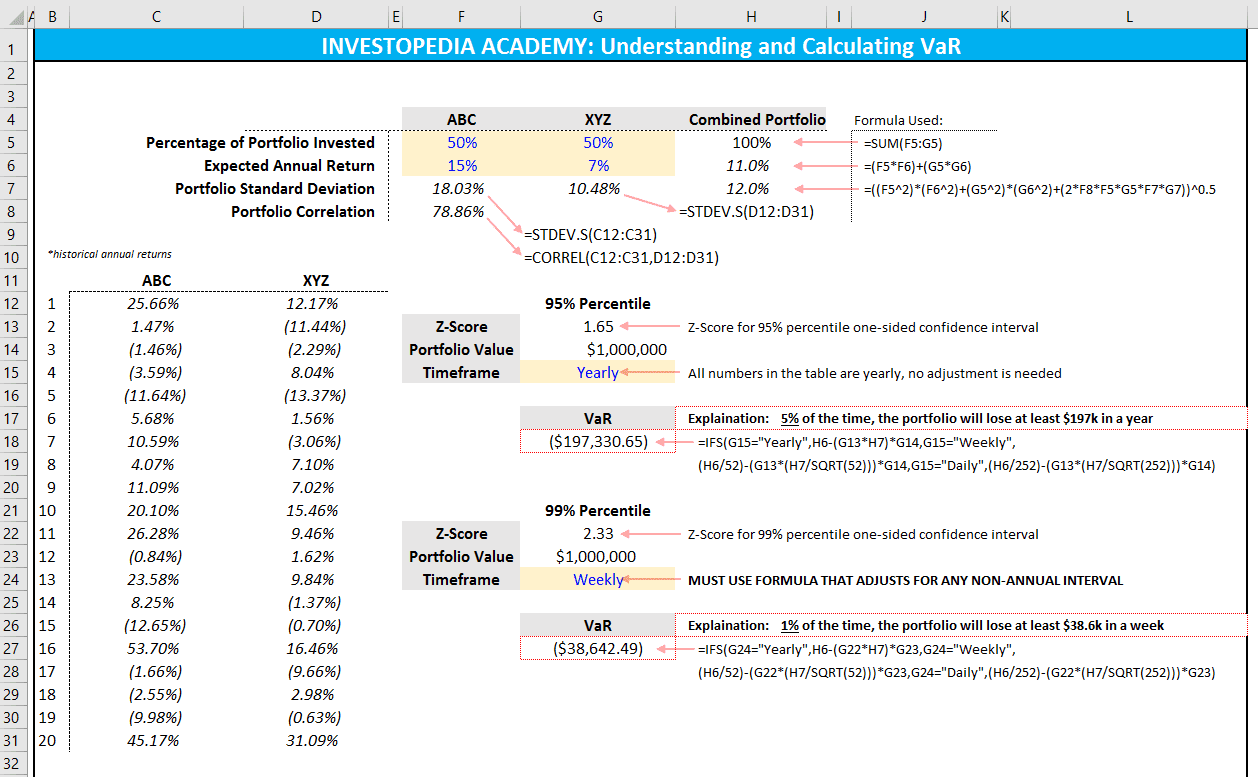 A B C D E F G H I J K L
1 INVESTOPEDIA ACADEMY: Understanding and Calculating VaR
2
3
4 ABC XYZ Combined Portfolio Formula Used:
5 Percentage of Portfolio Invested 50% 50% 100% =SUM(F5:G5)
6 Expected Annual Return 15% 7% 11.0% =(F5*F6)+(G5*G6)
7 Portfolio Standard Deviation 18.03% 10.48% 12.0% =((F5^2)*(F6^2)+(G5^2)*(G6^2)+(2*F8*F5*G5*F7*G7))^0.5
8 Portfolio Correlation 78.86% =STDEV.S(D12:D31)
9 =STDEV.S(C12:C31)
10 *historical annual returns =CORREL(C12:C31,D12:D31)
11 ABC XYZ
12 1 25.66% 12.17% 95% Percentile
13 2 1.47% (11.44%) Z-Score 1.65 Z-Score for 95% percentile one-sided confidence interval
14 3 (1.46%) (2.29%) Portfolio Value $1,000,000
15 4 (3.59%) 8.04% Timeframe Yearly All numbers in the table are yearly, no adjustment is needed
16 5 (11.64%) (13.37%)
17 6 5.68% 1.56% VaR Explaination: 5% of the time, the portfolio will lose at least $197k in a year
18 7 10.59% (3.06%) ($197,330.65) =IFS(G15="Yearly",H6-(G13*H7)*G14,G15="Weekly",
19 8 4.07% 7.10% (H6/52)-(G13*(H7/SQRT(52)))*G14,G15="Daily",(H6/252)-(G13*(H7/SQRT(252)))*G14)
20 9 11.09% 7.02%
21 10 20.10% 15.46% 99% Percentile
22 11 26.28% 9.46% Z-Score 2.33 Z-Score for 99% percentile one-sided confidence interval
23 12 (0.84%) 1.62% Portfolio Value $1,000,000
24 13 23.58% 9.84% Timeframe Weekly MUST USE FORMULA THAT ADJUSTS FOR ANY NON-ANNUAL INTERVAL
25 14 8.25% (1.37%)
26 15 (12.65%) (0.70%) VaR Explaination: 1% of the time, the portfolio will lose at least $38.6k in a week
27 16 53.70% 16.46% ($38,642.49) =IFS(G24="Yearly",H6-(G22*H7)*G23,G24="Weekly",
28 17 (1.66%) (9.66%) (H6/52)-(G22*(H7/SQRT(52)))*G23,G24="Daily",(H6/252)-(G22*(H7/SQRT(252)))*G23)
29 18 (2.55%) 2.98%
30 19 (9.98%) (0.63%)
31 20 45.17% 31.09%
32